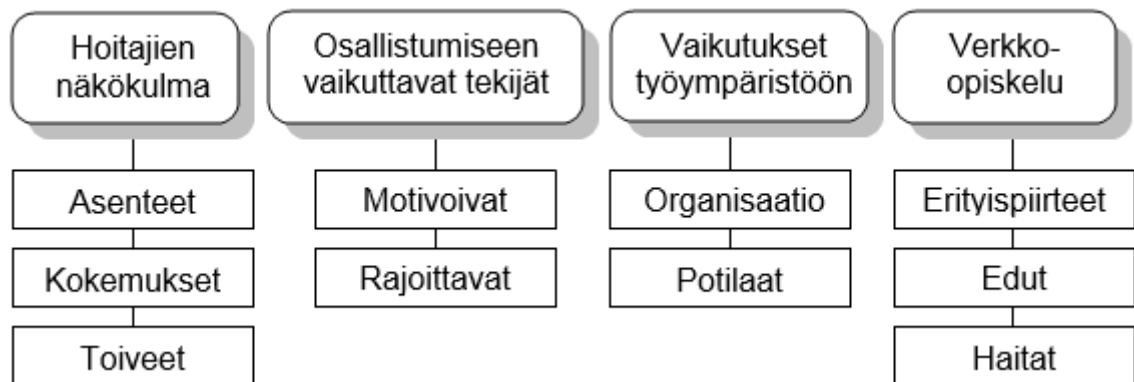 Hoitajien
näkökulma
Asenteet
Kokemukset
Toiveet
Osallistumiseen
vaikuttavat tekijät
Motivoivat
Rajoittavat
Vaikutukset
työympäristöön
Organisaatio
Potilaat
Verkko-
opiskelu
Erityispiirteet
Edut
Haitat